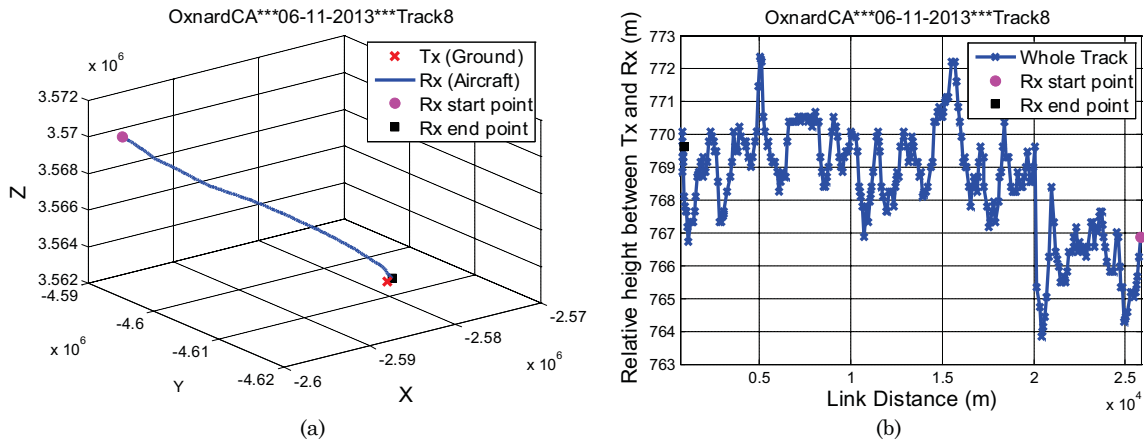 OxnardCA***06-11-2013***Track8
x 10^6
Z
3.572
3.57
3.568
3.566
3.564
3.562
-4.59
-4.6
-4.61
-4.62
x 10^6
Y
-2.6
-2.59
-2.58
-2.57
x 10^6
X
Tx (Ground)
Rx (Aircraft)
Rx start point
Rx end point
(a)
OxnardCA***06-11-2013***Track8
Relative height between Tx and Rx (m)
773
772
771
770
769
768
767
766
765
764
763
Whole Track
Rx start point
Rx end point
0.5
1
1.5
2
2.5
x 10^4
Link Distance (m)
(b)